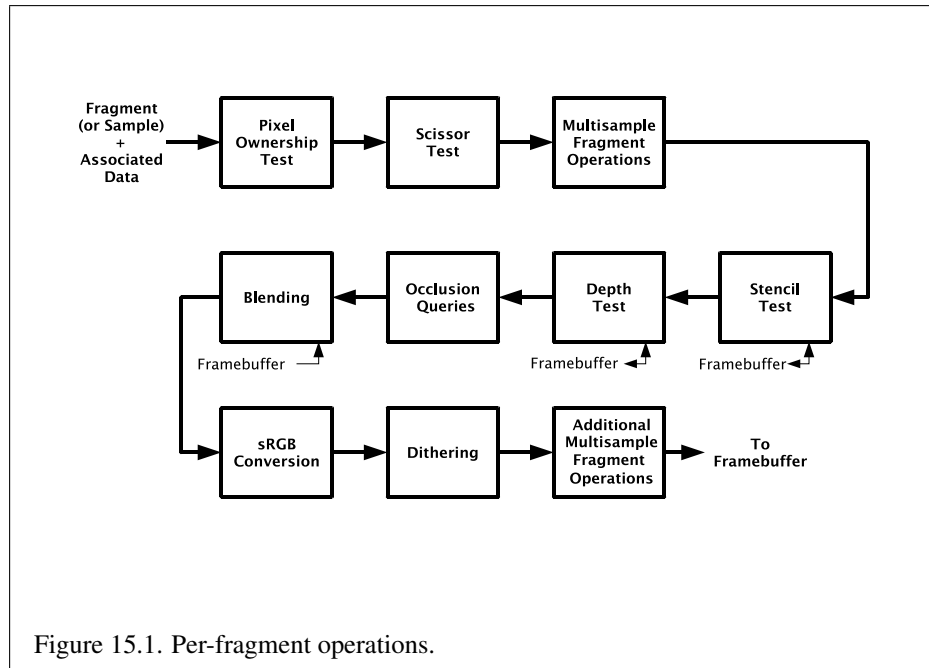 Fragment
(or Sample)
+
Associated
Data
Pixel
Ownership
Test
Scissor
Test
Multisample
Fragment
Operations
Blending
Occlusion
Queries
Depth
Test
Stencil
Test
Framebuffer
Framebuffer
Framebuffer
sRGB
Conversion
Dithering
Additional
Multisample
Fragment
Operations
To
Framebuffer
Figure 15.1. Per-fragment operations.